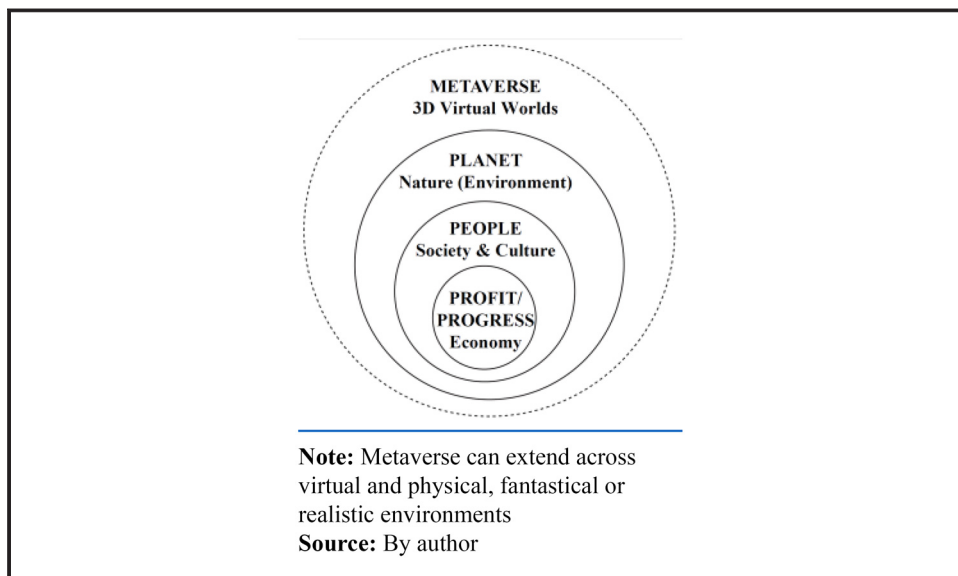 METAVERSE
3D Virtual Worlds
PLANET
Nature (Environment)
PEOPLE
Society & Culture
PROFIT/
PROGRESS
Economy
Note: Metaverse can extend across
virtual and physical, fantastical or
realistic environments
Source: By author